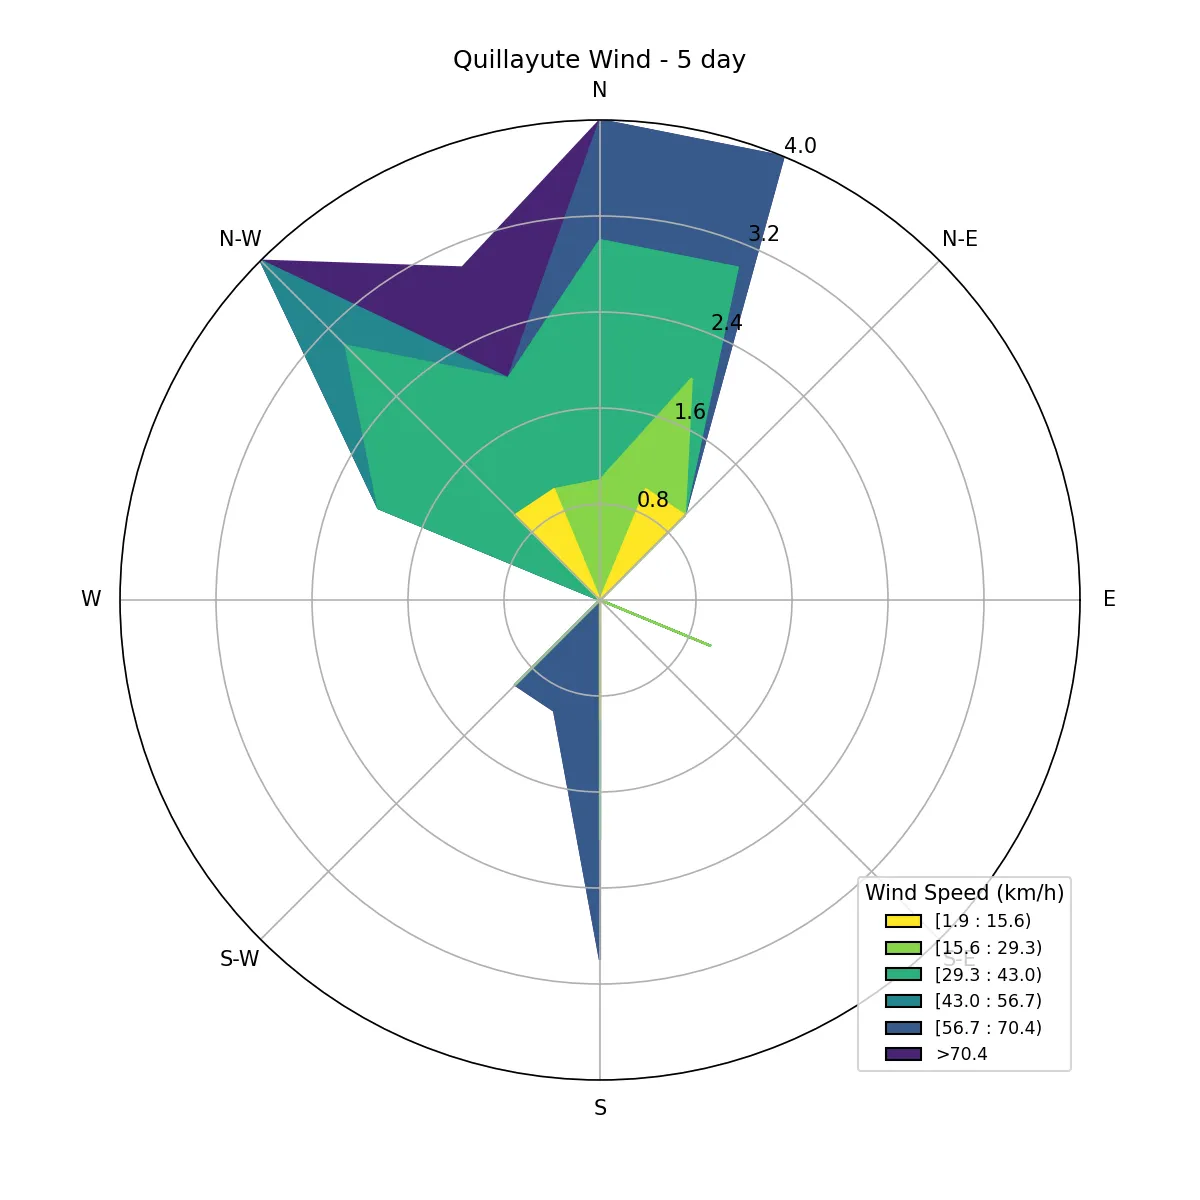 Quillayute Wind - 5 day
N
4.0
N-W
3.2
N-E
2.4
1.6
0.8
W
E
Wind Speed (km/h)
[1.9 : 15.6)
[15.6 : 29.3)
S-W
S-E
[29.3 : 43.0)
[43.0 : 56.7)
[56.7 : 70.4)
>70.4
S